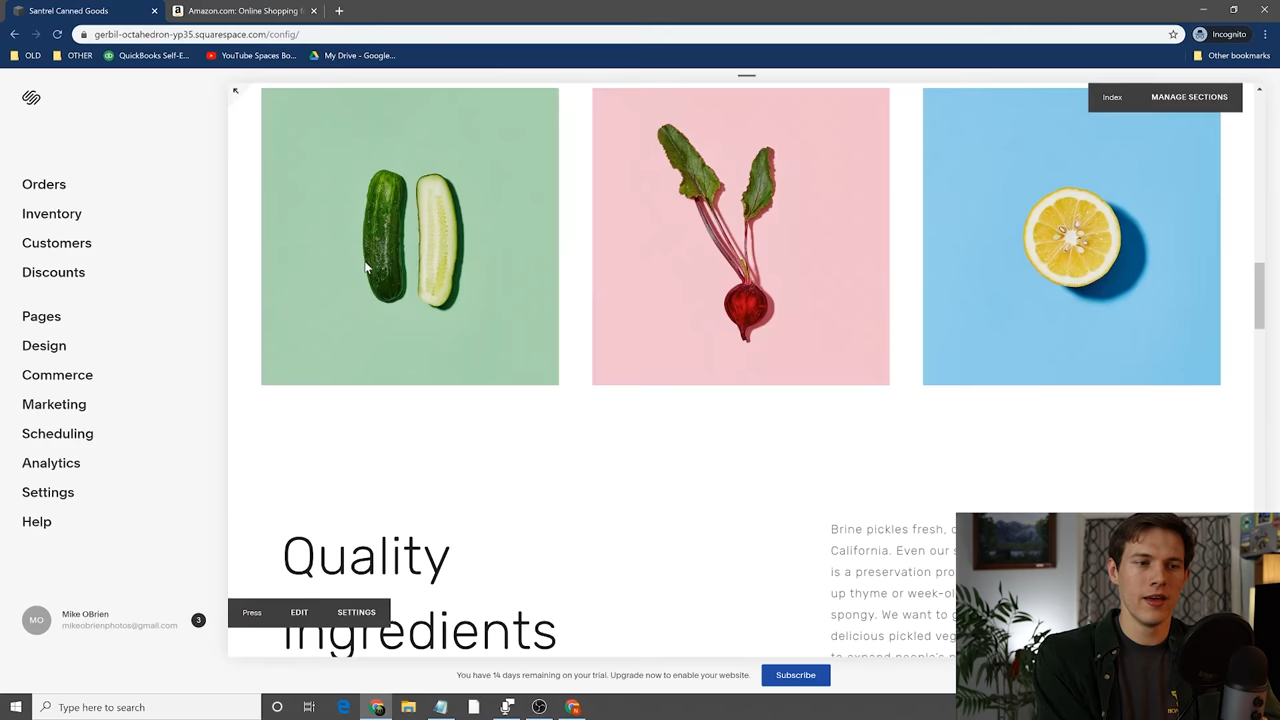 Santrel Canned Goods
Amazon.com: Online Shopping f
gerbil-octahedron-yp35.squarespace.com/config/
Incognito
OLD
OTHER
QuickBooks Self-E...
YouTube Spaces Bo...
My Drive - Google...
Other bookmarks
Index MANAGE SECTIONS
Orders
Inventory
Customers
Discounts
Pages
Design
Commerce
Marketing
Scheduling
Analytics
Settings
Help
MO
Mike OBrien
mikeobrienphotos@gmail.com
3
Quality
Ingredients
Press EDIT SETTINGS
Brine pickles fresh,
California. Even our
is a preservation
up thyme or
spongy. We want to
delicious pickled
to expand people's
You have 14 days remaining on your trial. Upgrade now to enable your website.
Subscribe
Type here to search